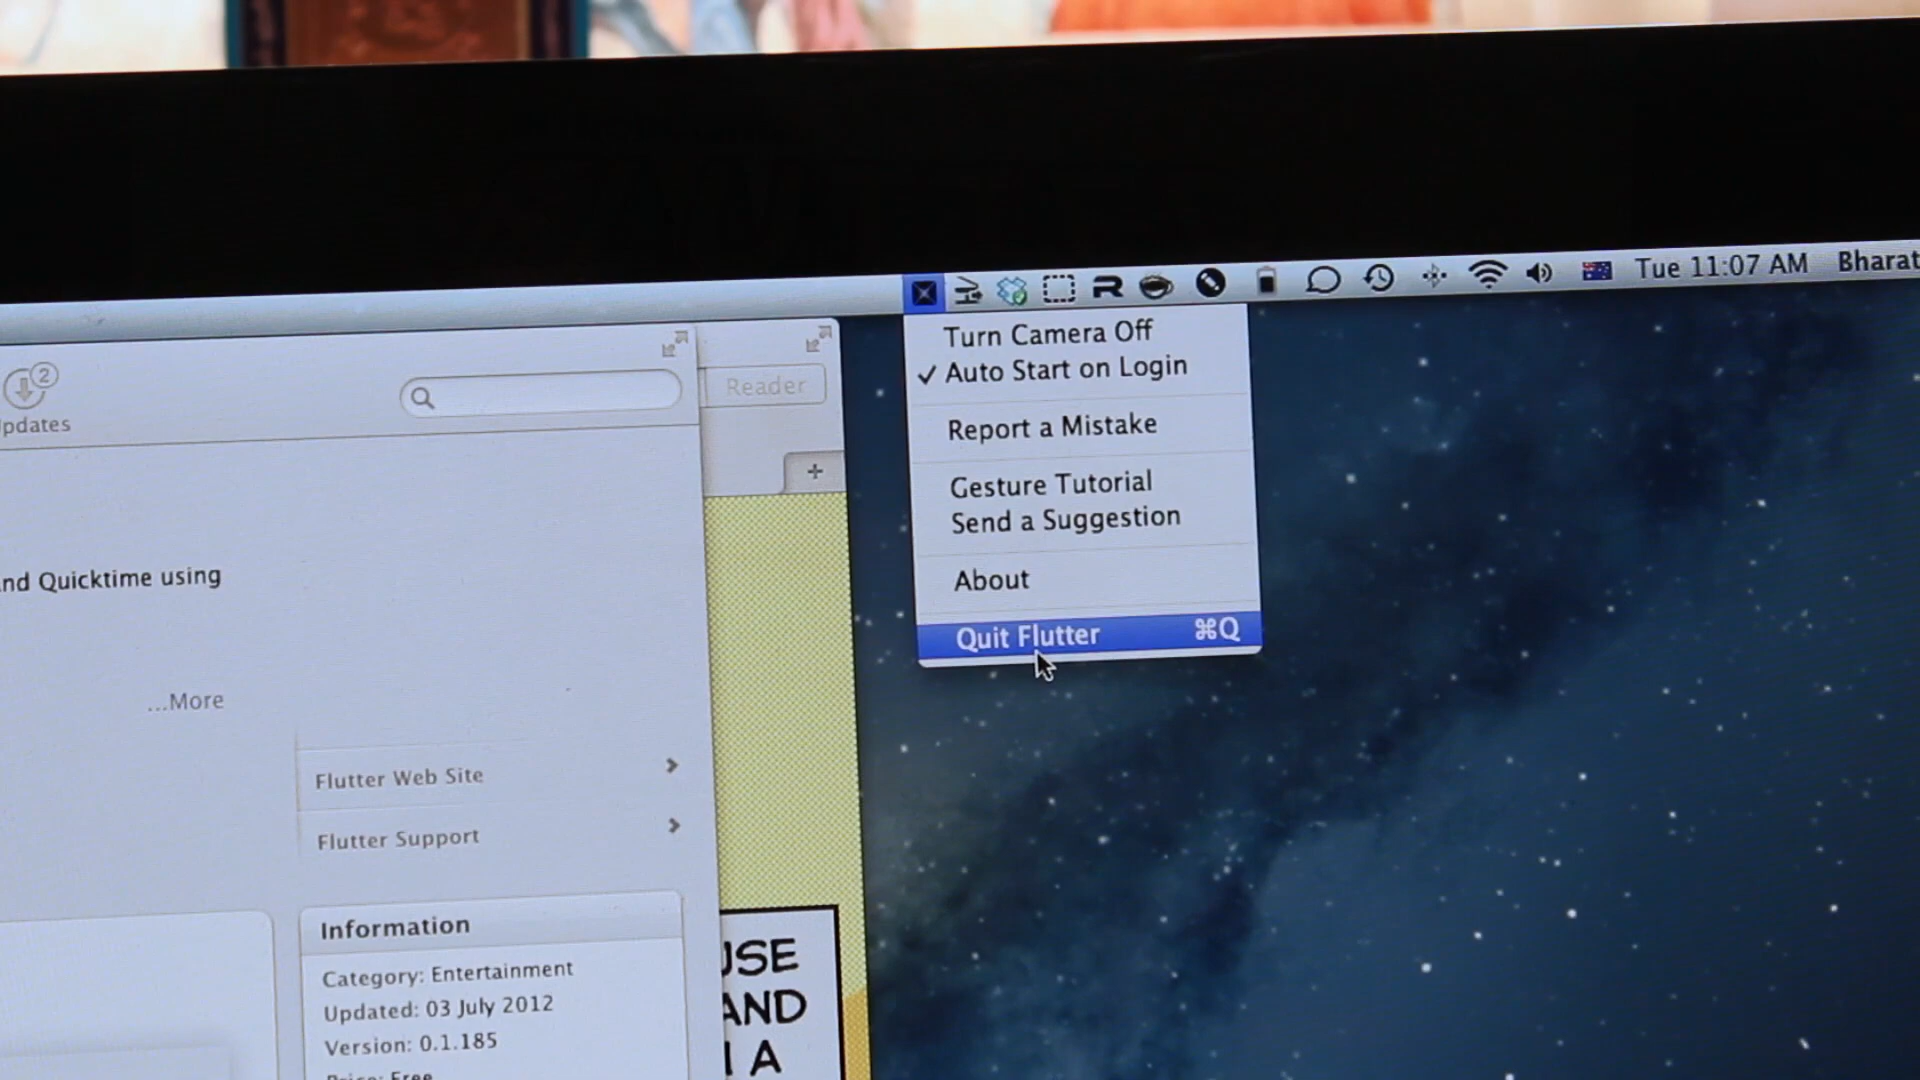 Tue 11:07 AM Bharat
Turn Camera Off
✓ Auto Start on Login
Report a Mistake
Gesture Tutorial
Send a Suggestion
About
Quit Flutter ⌘Q
2
pdates
Reader
+
nd Quicktime using
...More
Flutter Web Site
Flutter Support
Information
Category: Entertainment
Updated: 03 July 2012
Version: 0.1.185
Price: Free
USE
AND
A